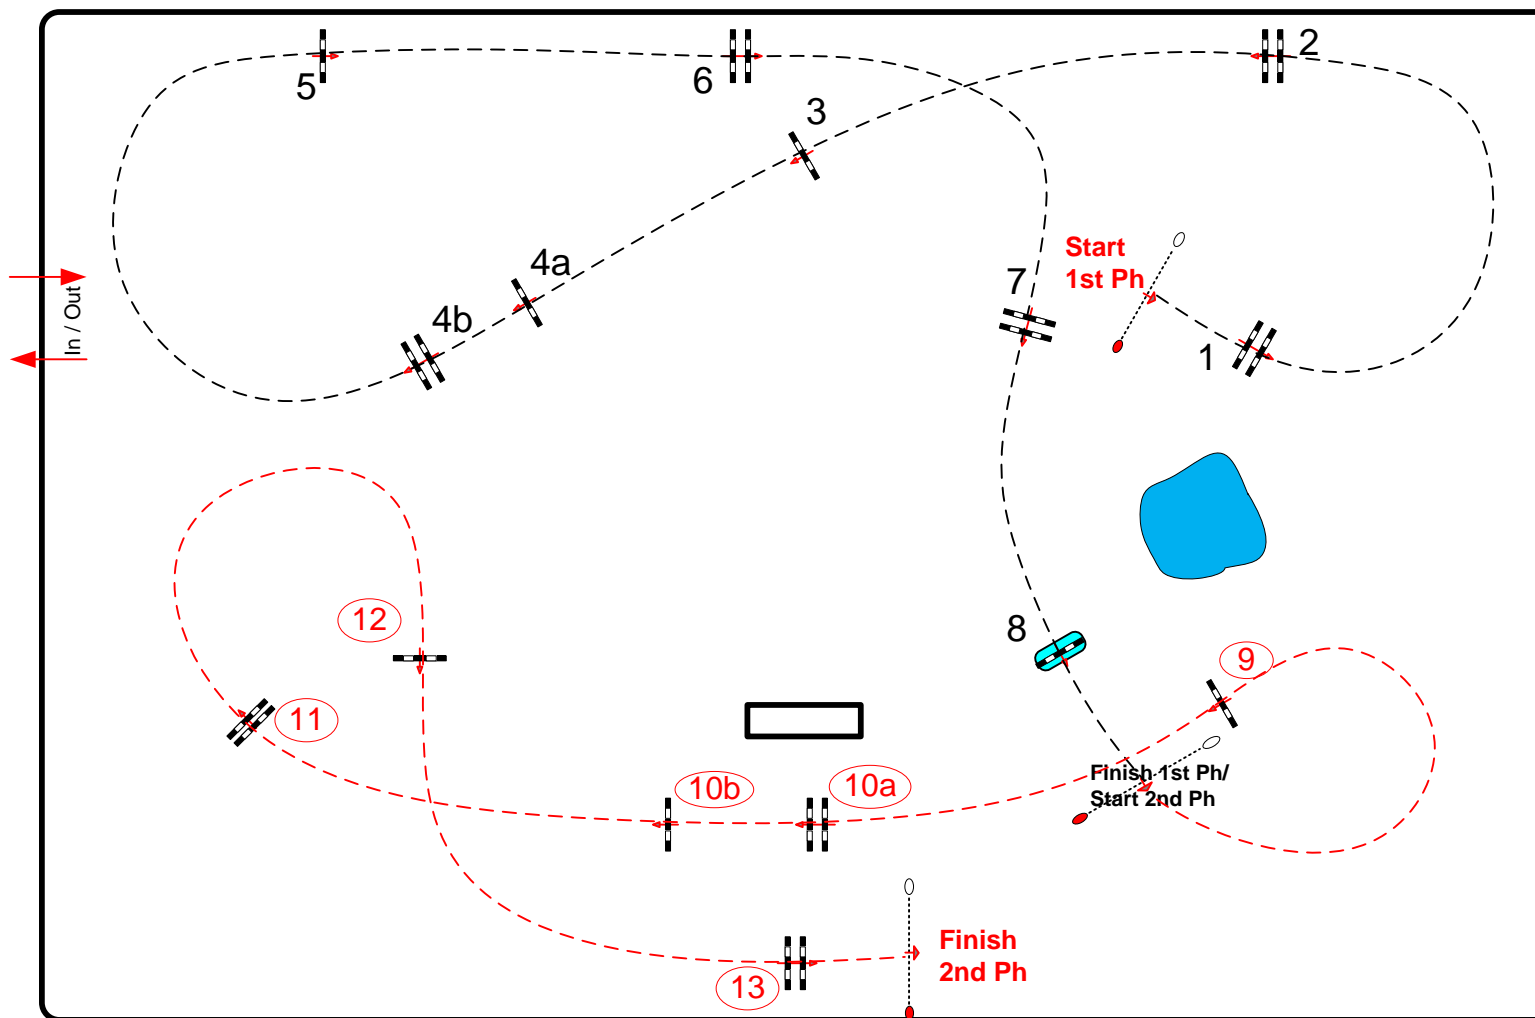 2
5
6
3
Start
1st Ph
4a
7
In / Out
4b
1
12
8
9
11
Finish 1st Ph/
Start 2nd Ph
10b
10a
Finish
2nd Ph
13